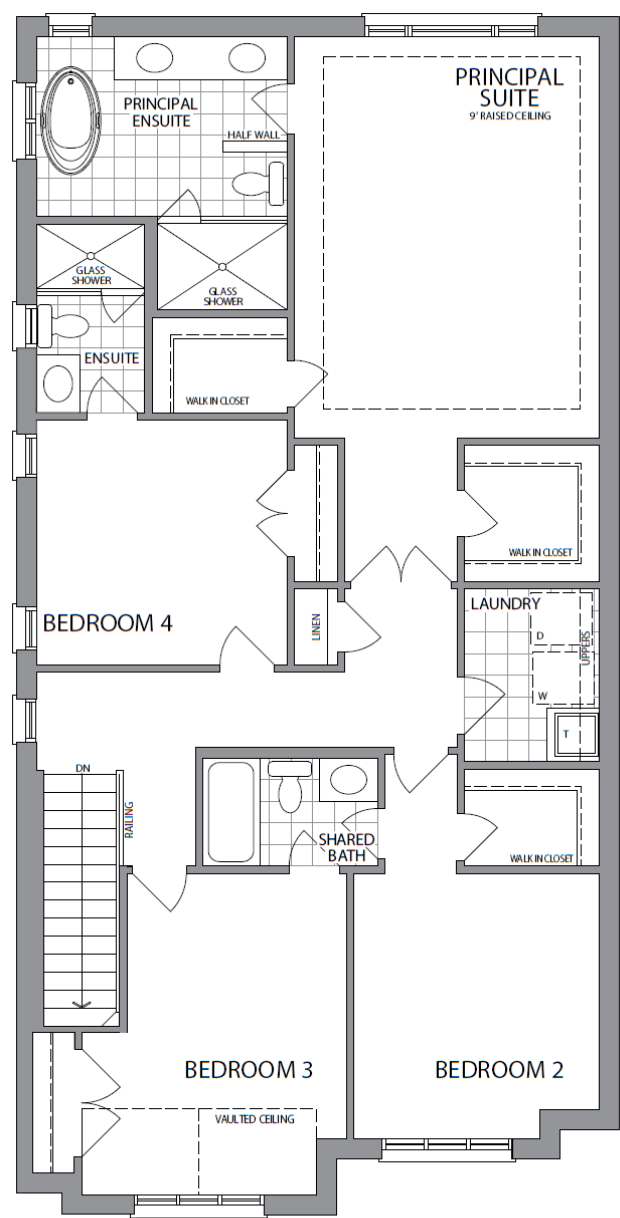 PRINCIPAL
SUITE
9' RAISED CEILING
PRINCIPAL
ENSUITE
HALF WALL
GLASS
SHOWER
GLASS
SHOWER
ENSUITE
WALK IN CLOSET
WALK IN CLOSET
BEDROOM 4
LINEN
LAUNDRY
D
UPPERS
W
T
DN
RAILING
SHARED
BATH
WALK IN CLOSET
BEDROOM 3
BEDROOM 2
VAULTED CEILING